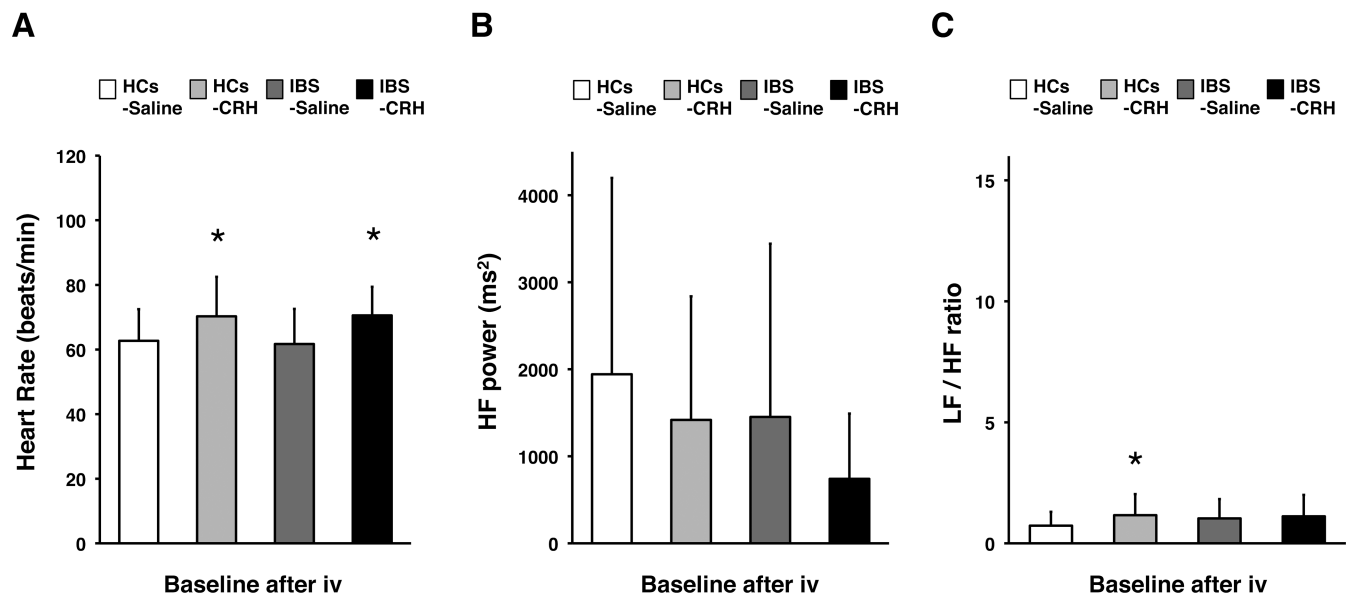 A
B
C
HCs
-Saline
HCs
-CRH
IBS
-Saline
IBS
-CRH
HCs
-Saline
HCs
-CRH
IBS
-Saline
IBS
-CRH
HCs
-Saline
HCs
-CRH
IBS
-Saline
IBS
-CRH
Heart Rate (beats/min)
120
100
80
60
40
20
0
*
*
Baseline after iv
HF power (ms²)
4000
3000
2000
1000
0
Baseline after iv
LF / HF ratio
15
10
5
0
*
Baseline after iv